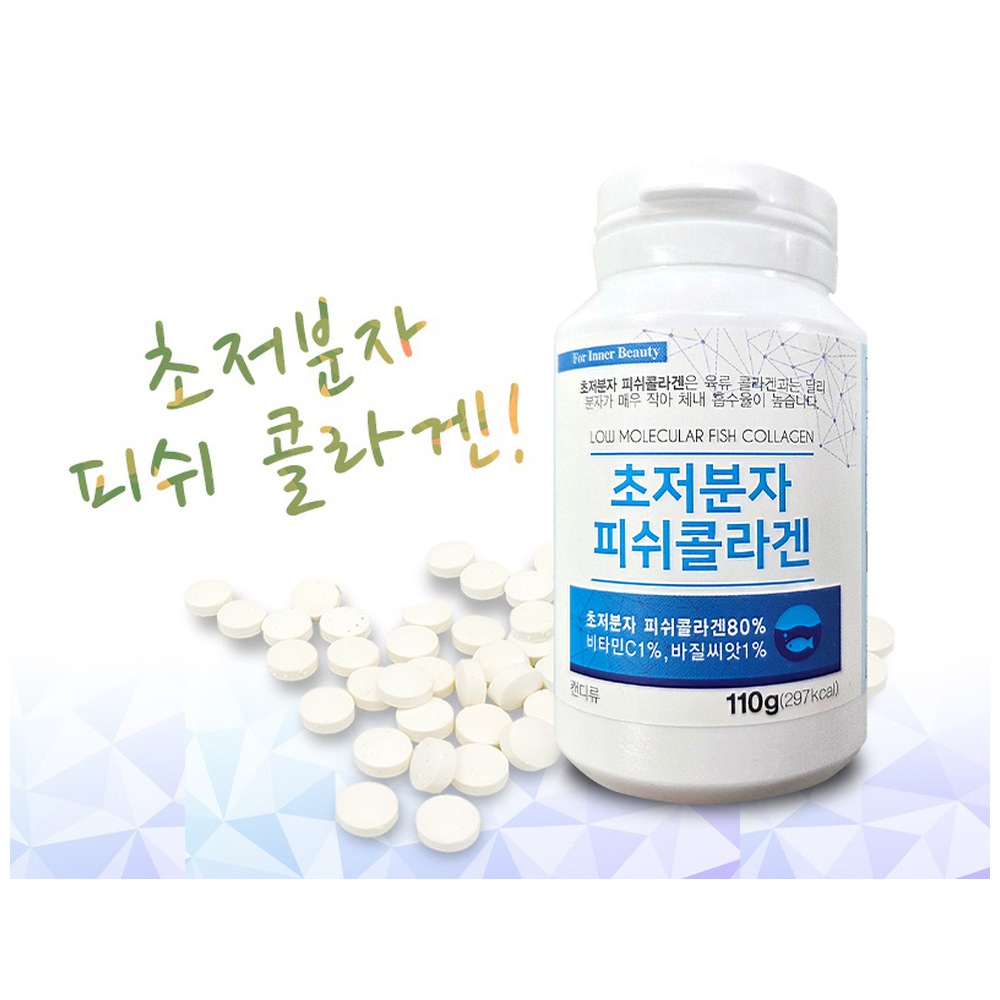 초저분자
피쉬 콜라겐!
For Inner Beauty
초저분자 피쉬콜라겐은 육류 콜라겐과는 달리
분자가 매우 작아 체내 흡수율이 높습니다.
LOW MOLECULAR FISH COLLAGEN
초저분자
피쉬콜라겐
초저분자 피쉬콜라겐80%
비타민C1%, 바질씨앗1%
캔디류
110g(297kcal)